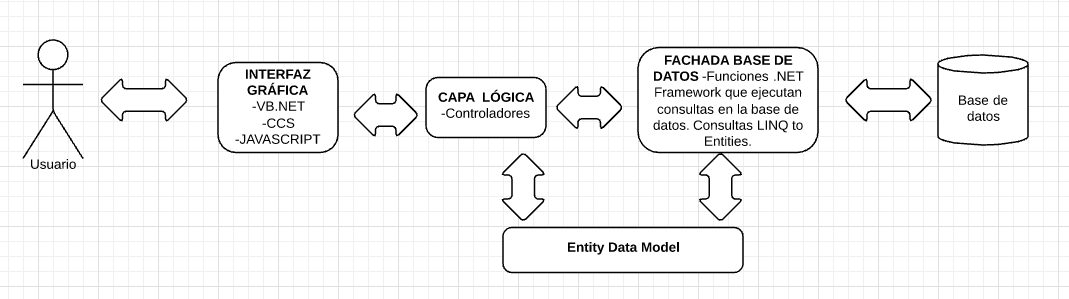 Usuario
INTERFAZ
GRÁFICA
-VB.NET
-CCS
-JAVASCRIPT
CAPA LÓGICA
-Controladores
FACHADA BASE DE
DATOS -Funciones .NET
Framework que ejecutan
consultas en la base de
datos. Consultas LINQ to
Entities.
Base de
datos
Entity Data Model